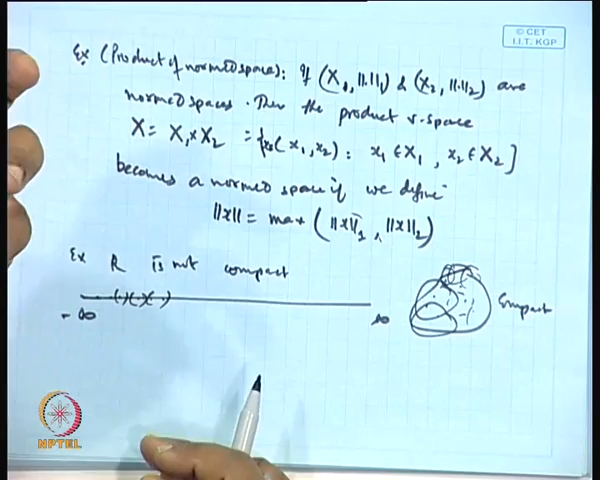 © CET
I.I.T. KGP
Ex (Product of normed space): If (X₁, ||.||₁) & (X₂, ||.||₂) are
normed spaces. Then the product v-space
X = X₁ × X₂ = {x=(x₁, x₂) : x₁ ∈ X₁, x₂ ∈ X₂}
becomes a normed space if we define
||x|| = max (||x||₁, ||x||₂)
Ex R is not compact
-∞ ∞
Compact
NPTEL